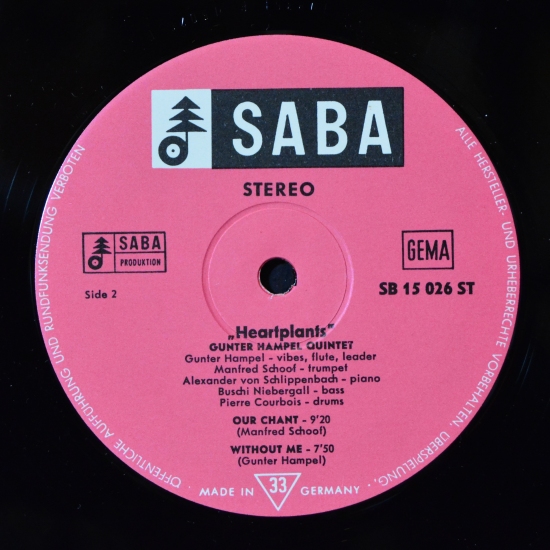 SABA
STEREO
SABA
PRODUKTION
GEMA
Side 2
SB 15 026 ST
„Heartplants"
GUNTER HAMPEL QUINTET
Gunter Hampel - vibes, flute, leader
Manfred Schoof - trumpet
Alexander von Schlippenbach - piano
Buschi Niebergall - bass
Pierre Courbois - drums
OUR CHANT - 9'20
(Manfred Schoof)
WITHOUT ME - 7'50
(Gunter Hampel)
MADE IN 33 GERMANY
ALLE HERSTELLER- UND URHEBERRECHTE VORBEHALTEN. ÜBERSPIELUNG, ÖFFENTLICHE AUFFÜHRUNG UND RUNDFUNKSENDUNG VERBOTEN